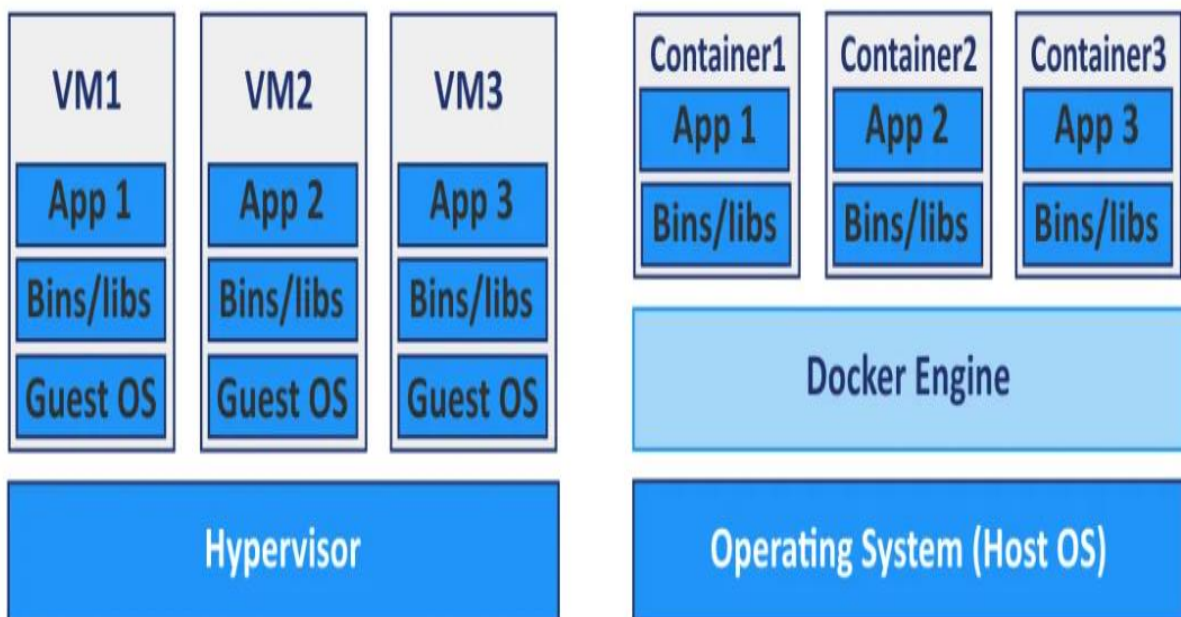 VM1
App 1
Bins/libs
Guest OS
VM2
App 2
Bins/libs
Guest OS
VM3
App 3
Bins/libs
Guest OS
Hypervisor
Container1
App 1
Bins/libs
Container2
App 2
Bins/libs
Container3
App 3
Bins/libs
Docker Engine
Operating System (Host OS)